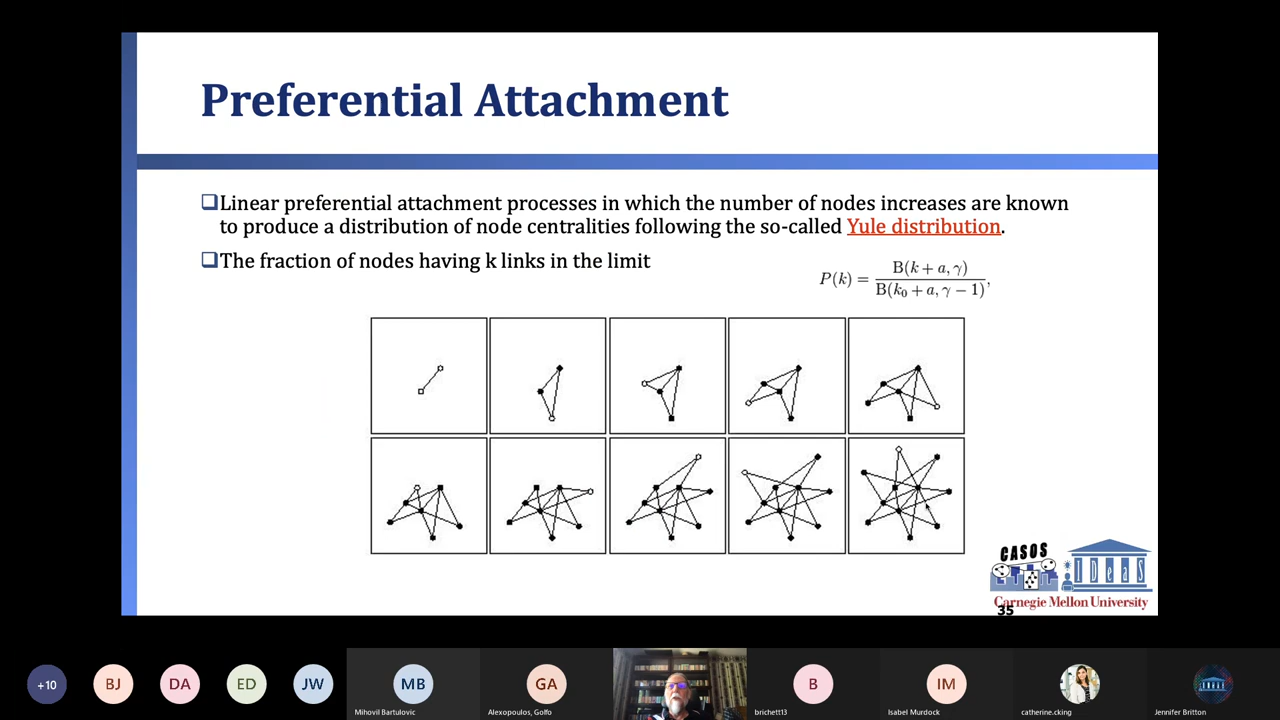 Preferential Attachment
❑Linear preferential attachment processes in which the number of nodes increases are known
to produce a distribution of node centralities following the so-called Yule distribution.
❑The fraction of nodes having k links in the limit
P(k) = B(k + a, γ) / B(k₀ + a, γ − 1),
CASOS
IDeaS
Carnegie Mellon University
35
+10
BJ
DA
ED
JW
MB
GA
B
IM
Mihovil Bartulovic
Alexopoulos, Golfo
brichett13
Isabel Murdock
catherine.cking
Jennifer Britton